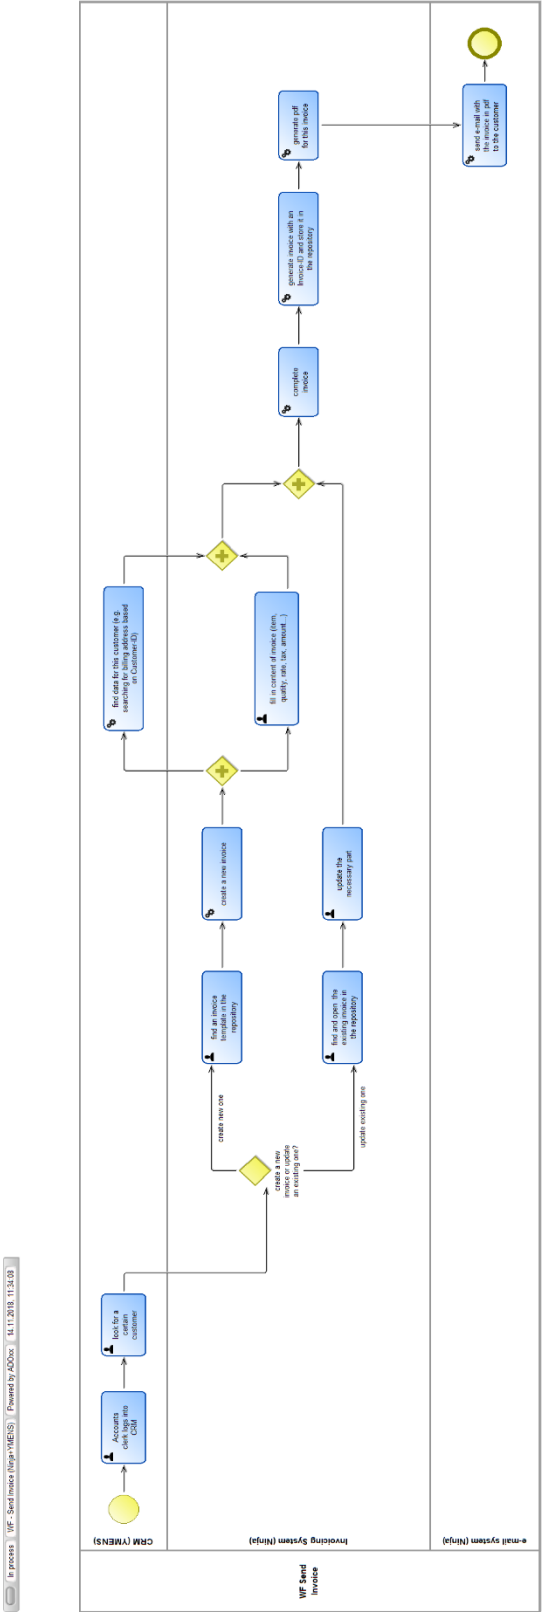 In process
WF - Send Invoice (Ninja+YMENS)
Powered by ADOxx
14.11.2018, 11:34:08
WF Send
Invoice
CRM (YMENS)
Accounts
clerk logs into
CRM
look for a
certain
customer
find data for this customer (e.g.
searching for billing address based
on Customer-ID)
Invoicing System (Ninja)
create a new
invoice or update
an existing one?
create new one
update existing one
find an invoice
template in the
repository
create a new invoice
find and open the
existing invoice in
the repository
update the
necessary part
fill in content of invoice (item,
quatity, rate, tax, amount...)
complete
invoice
generate invoice with an
Invoice-ID and store it in
the repository
generate pdf
for this invoice
e-mail system (Ninja)
send e-mail with
the invoice in pdf
to the customer